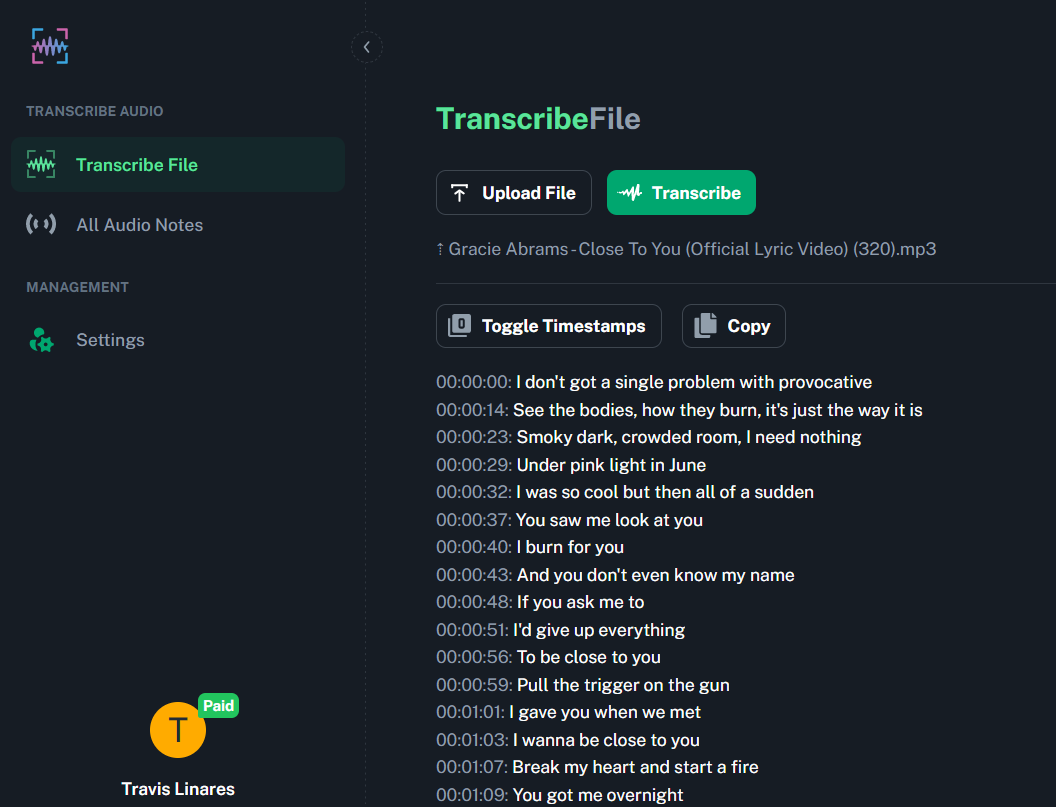 TRANSCRIBE AUDIO
Transcribe File
All Audio Notes
MANAGEMENT
Settings
T
Paid
Travis Linares
TranscribeFile
Upload File
Transcribe
Gracie Abrams - Close To You (Official Lyric Video) (320).mp3
0
Toggle Timestamps
Copy
00:00:00: I don't got a single problem with provocative
00:00:14: See the bodies, how they burn, it's just the way it is
00:00:23: Smoky dark, crowded room, I need nothing
00:00:29: Under pink light in June
00:00:32: I was so cool but then all of a sudden
00:00:37: You saw me look at you
00:00:40: I burn for you
00:00:43: And you don't even know my name
00:00:48: If you ask me to
00:00:51: I'd give up everything
00:00:56: To be close to you
00:00:59: Pull the trigger on the gun
00:01:01: I gave you when we met
00:01:03: I wanna be close to you
00:01:07: Break my heart and start a fire
00:01:09: You got me overnight